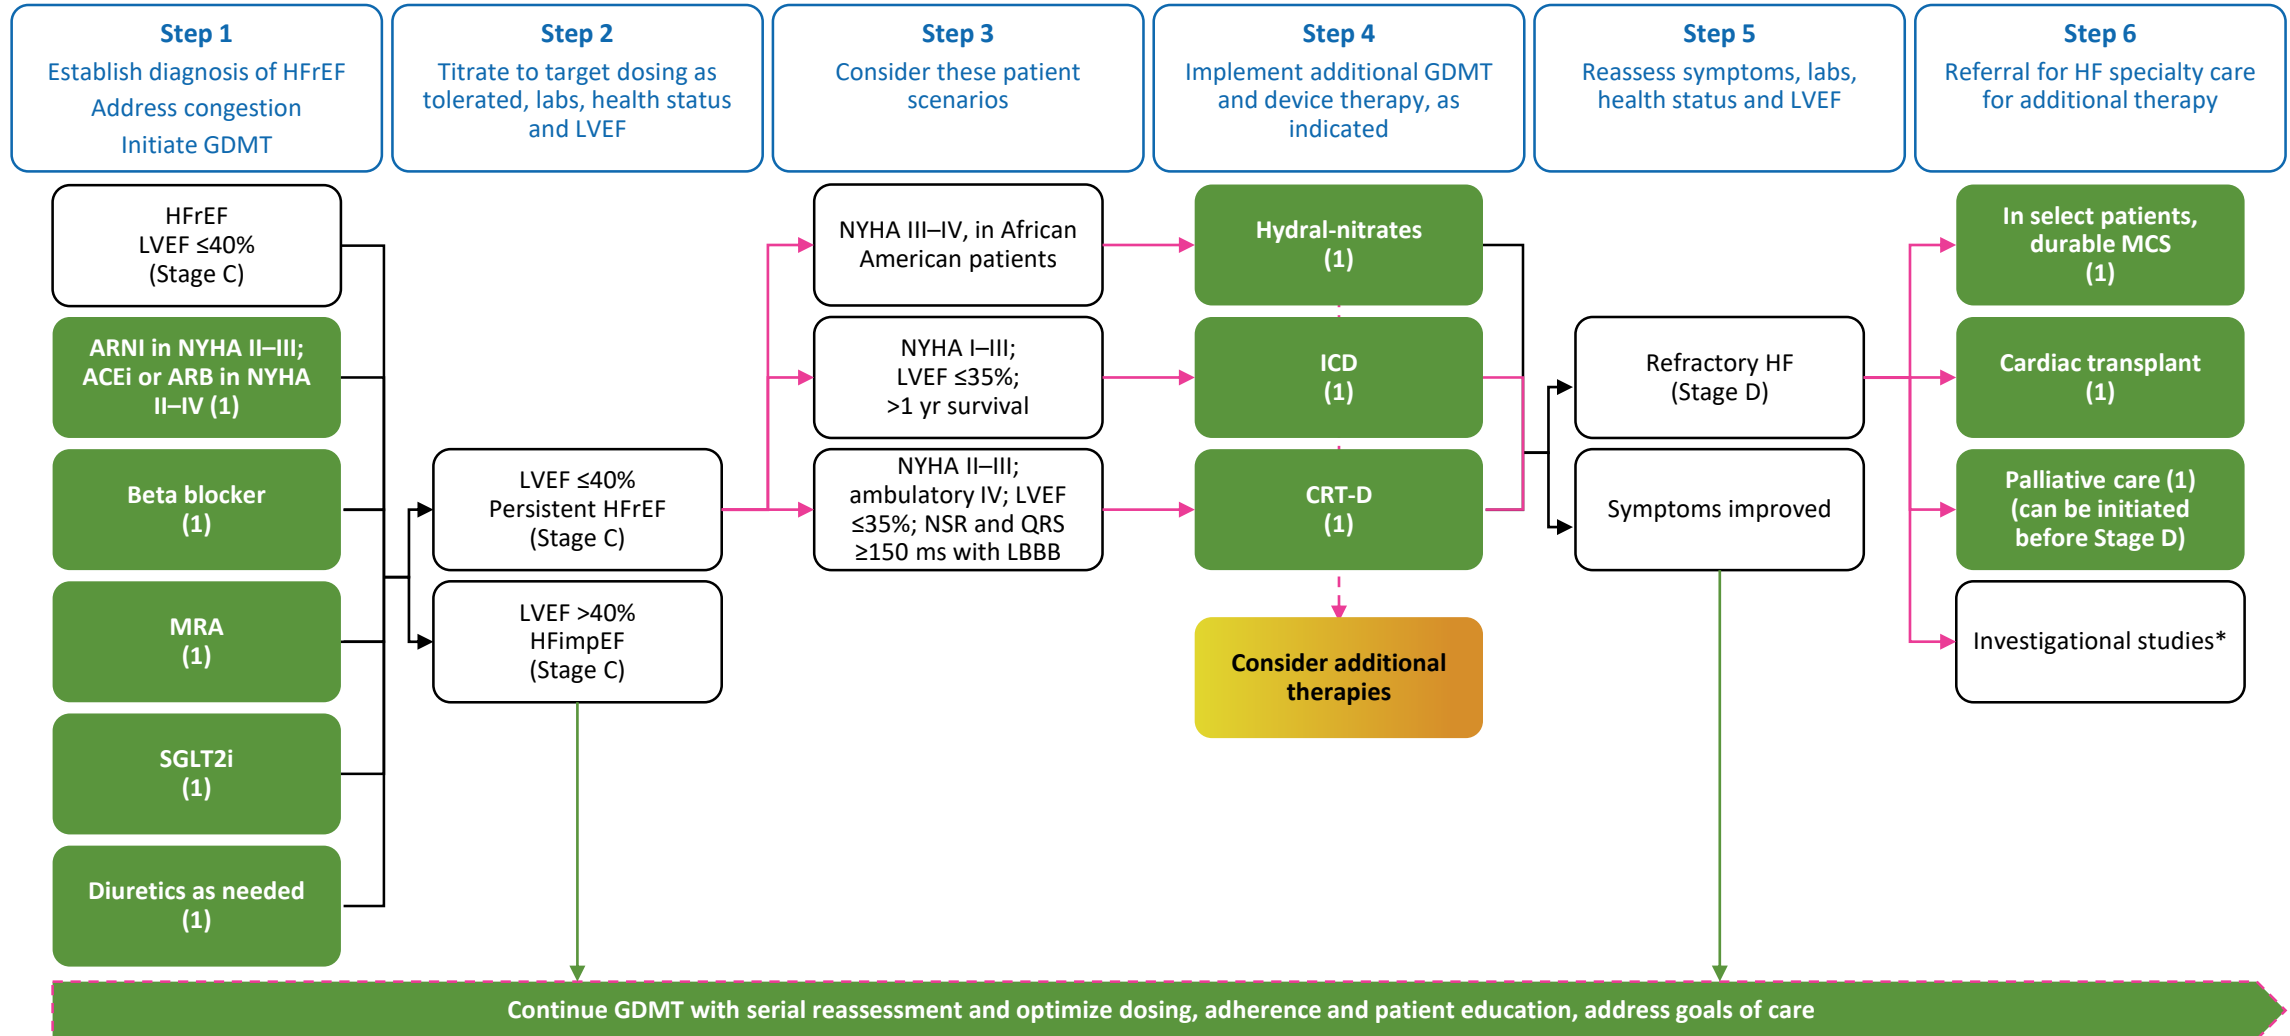 Step 1
Establish diagnosis of HFrEF
Address congestion
Initiate GDMT
Step 2
Titrate to target dosing as
tolerated, labs, health status
and LVEF
Step 3
Consider these patient
scenarios
Step 4
Implement additional GDMT
and device therapy, as
indicated
Step 5
Reassess symptoms, labs,
health status and LVEF
Step 6
Referral for HF specialty care
for additional therapy
HFrEF
LVEF ≤40%
(Stage C)
ARNI in NYHA II–III;
ACEi or ARB in NYHA
II–IV (1)
Beta blocker
(1)
MRA
(1)
SGLT2i
(1)
Diuretics as needed
(1)
LVEF ≤40%
Persistent HFrEF
(Stage C)
LVEF >40%
HFimpEF
(Stage C)
NYHA III–IV, in African
American patients
NYHA I–III;
LVEF ≤35%;
>1 yr survival
NYHA II–III;
ambulatory IV; LVEF
≤35%; NSR and QRS
≥150 ms with LBBB
Hydral-nitrates
(1)
ICD
(1)
CRT-D
(1)
Consider additional
therapies
Refractory HF
(Stage D)
Symptoms improved
In select patients,
durable MCS
(1)
Cardiac transplant
(1)
Palliative care (1)
(can be initiated
before Stage D)
Investigational studies*
Continue GDMT with serial reassessment and optimize dosing, adherence and patient education, address goals of care